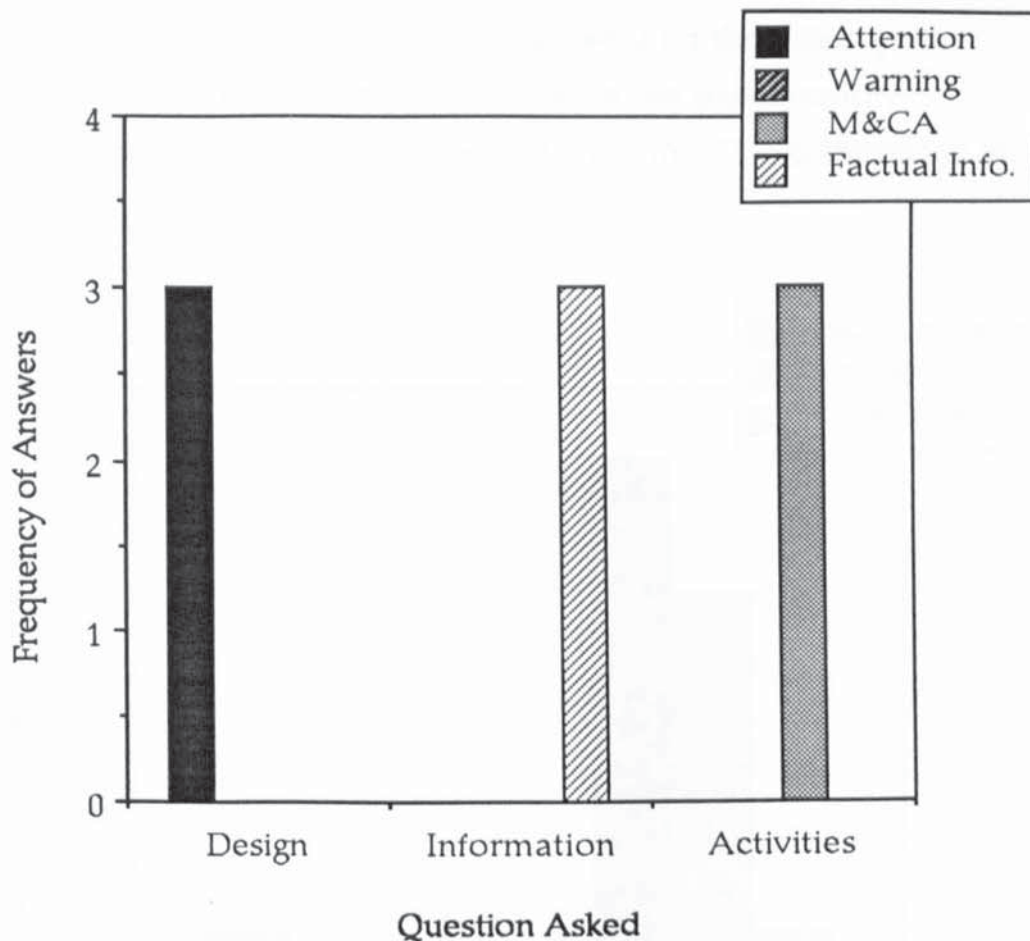 Attention
Warning
M&CA
Factual Info.
4
3
2
1
0
Frequency of Answers
Design
Information
Activities
Question Asked